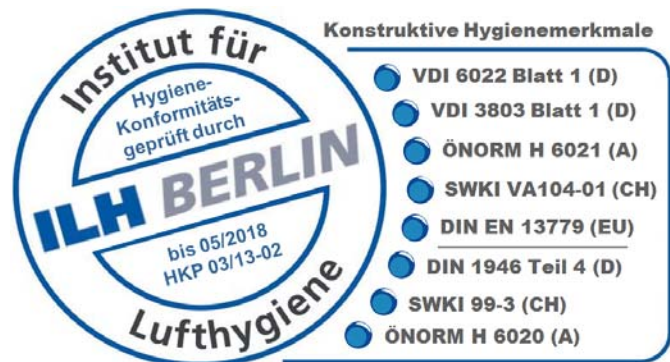 Institut für
Hygiene-
Konformitäts-
geprüft durch
ILH BERLIN
bis 05/2018
HKP 03/13-02
Lufthygiene
Konstruktive Hygienemerkmale
VDI 6022 Blatt 1 (D)
VDI 3803 Blatt 1 (D)
ÖNORM H 6021 (A)
SWKI VA104-01 (CH)
DIN EN 13779 (EU)
DIN 1946 Teil 4 (D)
SWKI 99-3 (CH)
ÖNORM H 6020 (A)